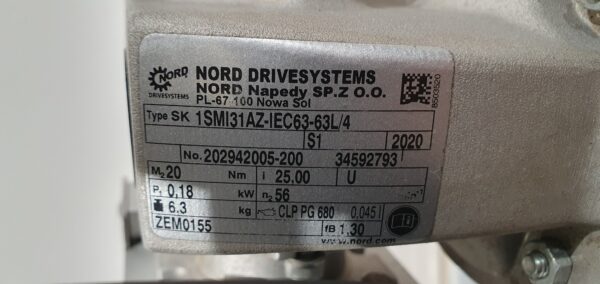 NORD DRIVESYSTEMS
NORD DRIVESYSTEMS
NORD Napedy SP.Z O.O.
PL-67 100 Nowa Sol
8503520
Type SK 1SMI31AZ-IEC63-63L/4
S1 2020
No. 202942005-200 34592793
M2 20 Nm i 25.00 U
P1 0,18 kW n2 56
6.3 kg CLP PG 680 0,045 l
ZEM0155 fB 1.30
www.nord.com